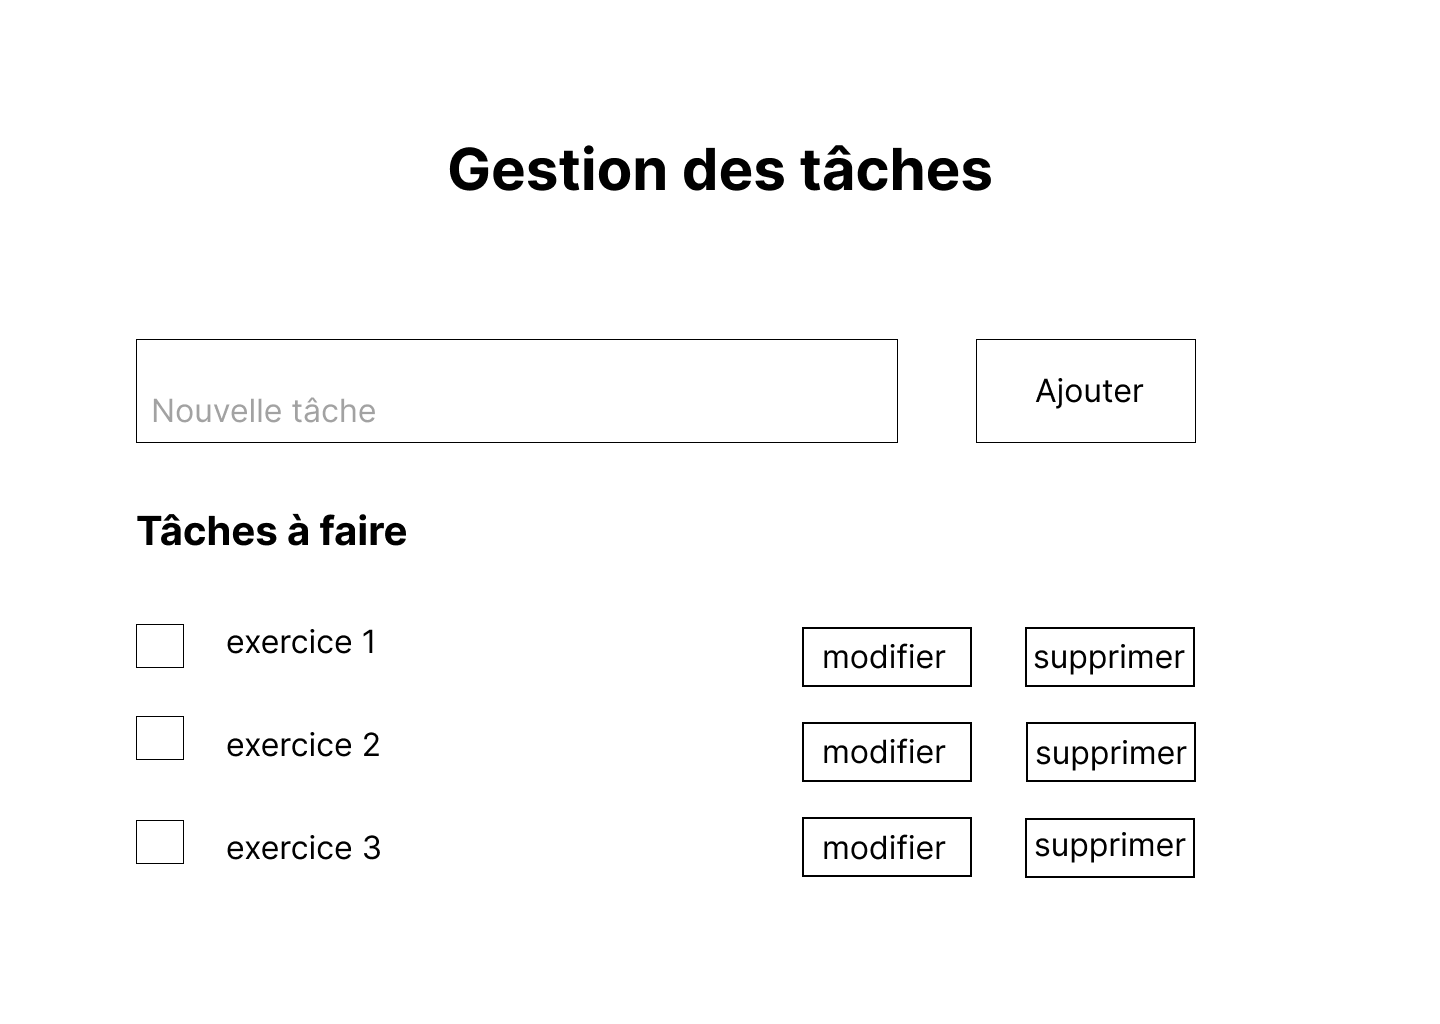 Gestion des tâches
Nouvelle tâche
Ajouter
Tâches à faire
exercice 1
modifier
supprimer
exercice 2
modifier
supprimer
exercice 3
modifier
supprimer